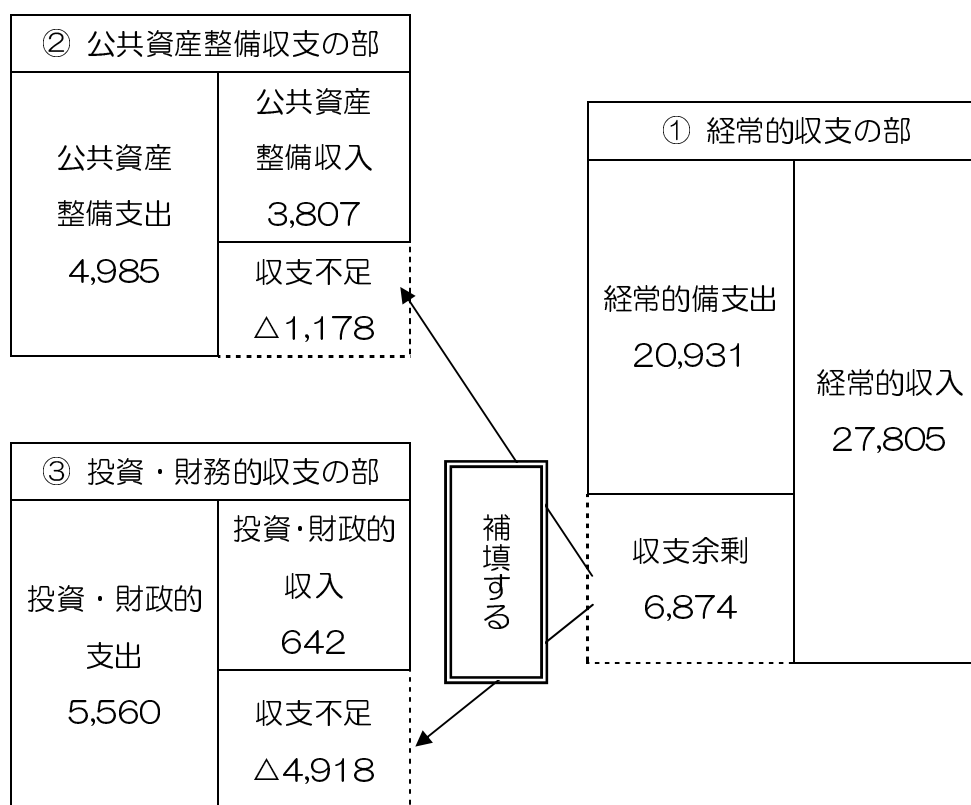 ② 公共資産整備収支の部
公共資産
整備支出
4,985
公共資産
整備収入
3,807
収支不足
△1,178
① 経常的収支の部
経常的備支出
20,931
経常的収入
27,805
収支余剰
6,874
補填する
③ 投資・財務的収支の部
投資・財政的
支出
5,560
投資・財政的
収入
642
収支不足
△4,918